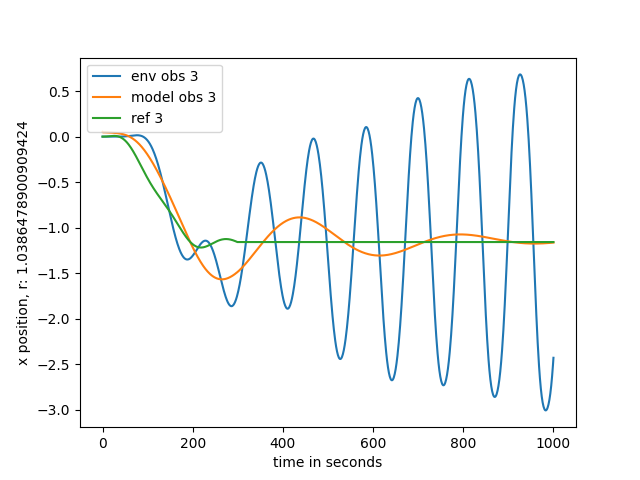 env obs 3
model obs 3
ref 3
0.5
0.0
−0.5
−1.0
−1.5
−2.0
−2.5
−3.0
x position, r: 1.0386478900909424
0 200 400 600 800 1000
time in seconds